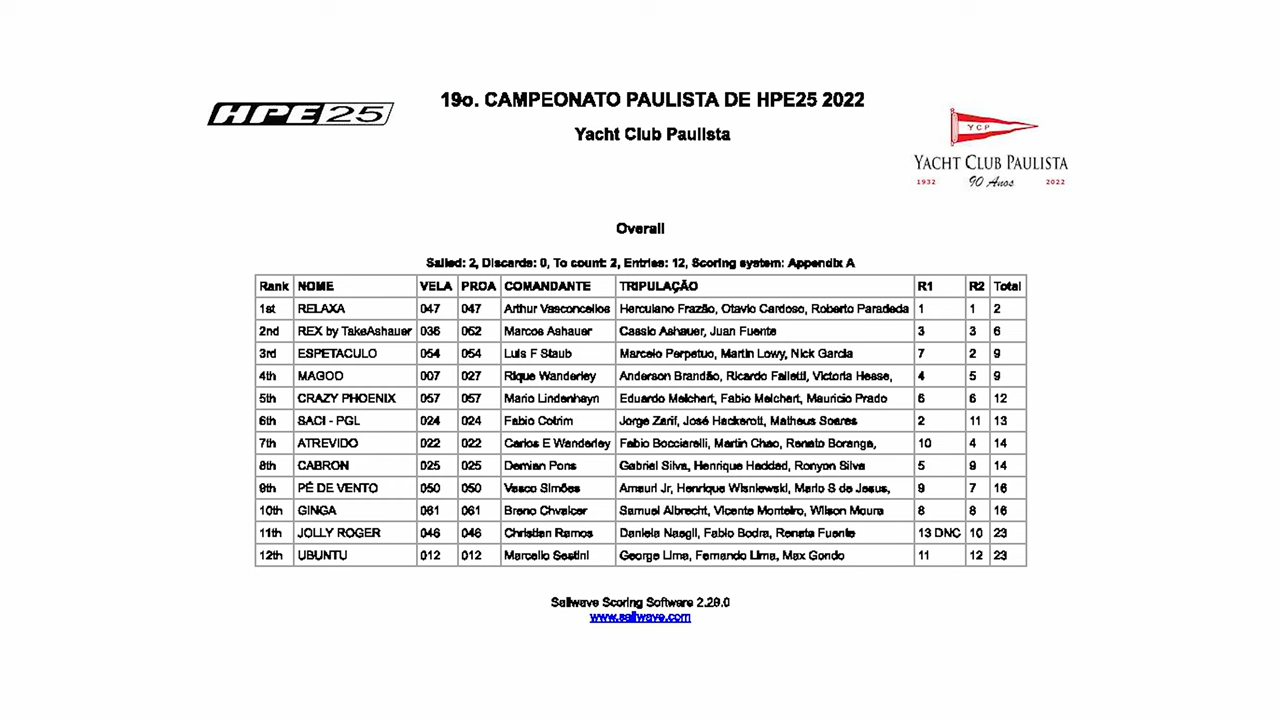 HPE25
19o. CAMPEONATO PAULISTA DE HPE25 2022
Yacht Club Paulista
YCP
YACHT CLUB PAULISTA
1932 90 Anos 2022
Overall
Sailed: 2, Discards: 0, To count: 2, Entries: 12, Scoring system: Appendix A
Rank NOME VELA PROA COMANDANTE TRIPULAÇÃO R1 R2 Total
1st RELAXA 047 047 Arthur Vasconcellos Herculano Frazão, Otavio Cardoso, Roberto Paradeda 1 1 2
2nd REX by TakeAshauer 036 052 Marcos Ashauer Cassio Ashauer, Juan Fuente 3 3 6
3rd ESPETACULO 054 054 Luis F Staub Marcelo Perpetuo, Martin Lowy, Nick Garcia 7 2 9
4th MAGOO 007 027 Rique Wanderley Anderson Brandão, Ricardo Falletti, Victoria Hesse, 4 5 9
5th CRAZY PHOENIX 057 057 Mario Lindenhayn Eduardo Melchert, Fabio Melchert, Mauricio Prado 6 6 12
6th SACI - PGL 024 024 Fabio Cotrim Jorge Zarif, José Hackerott, Matheus Soares 2 11 13
7th ATREVIDO 022 022 Carlos E Wanderley Fabio Bocciarelli, Martin Chao, Renato Boranga, 10 4 14
8th CABRON 025 025 Demian Pons Gabriel Silva, Henrique Haddad, Ronyon Silva 5 9 14
9th PÉ DE VENTO 050 050 Vasco Simões Amauri Jr, Henrique Wisniewski, Mario S de Jesus, 9 7 16
10th GINGA 061 061 Breno Chvaicer Samuel Albrecht, Vicente Monteiro, Wilson Moura 8 8 16
11th JOLLY ROGER 046 046 Christian Ramos Daniela Naegli, Fabio Bodra, Renata Fuente 13 DNC 10 23
12th UBUNTU 012 012 Marcello Sestini George Lima, Fernando Lima, Max Gondo 11 12 23
Sailwave Scoring Software 2.29.0
www.sailwave.com